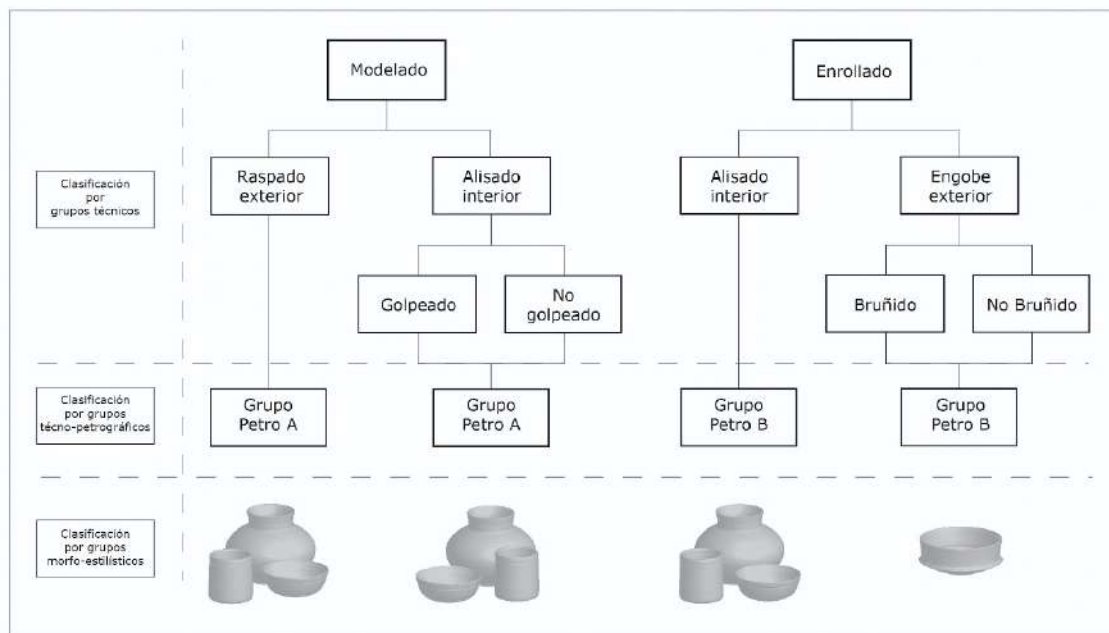 Modelado
Enrollado
Clasificación
por
grupos técnicos
Raspado
exterior
Alisado
interior
Alisado
interior
Engobe
exterior
Golpeado
No
golpeado
Bruñido
No Bruñido
Clasificación
por grupos
técno-petrográficos
Grupo
Petro A
Grupo
Petro A
Grupo
Petro B
Grupo
Petro B
Clasificación
por grupos
morfo-estilísticos